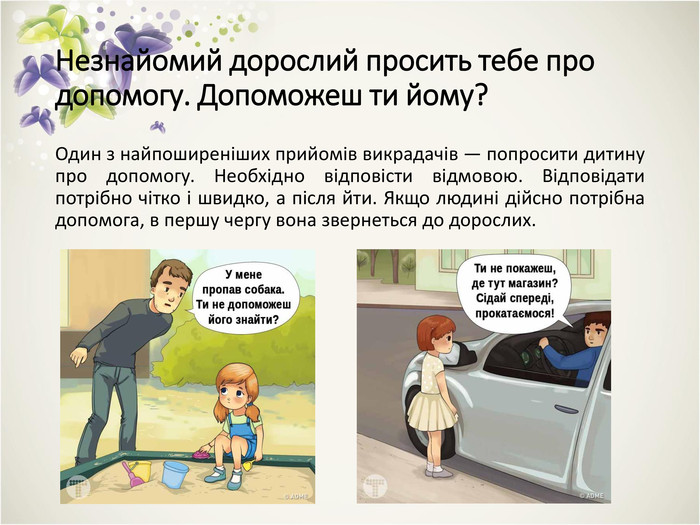 Незнайомий дорослий просить тебе про
допомогу. Допоможеш ти йому?
Один з найпоширеніших прийомів викрадачів — попросити дитину
про допомогу. Необхідно відповісти відмовою. Відповідати
потрібно чітко і швидко, а після йти. Якщо людині дійсно потрібна
допомога, в першу чергу вона звернеться до дорослих.
У мене
пропав собака.
Ти не допоможеш
його знайти?
© ADME
Ти не покажеш,
де тут магазин?
Сідай спереді,
прокатаємося!
© ADME